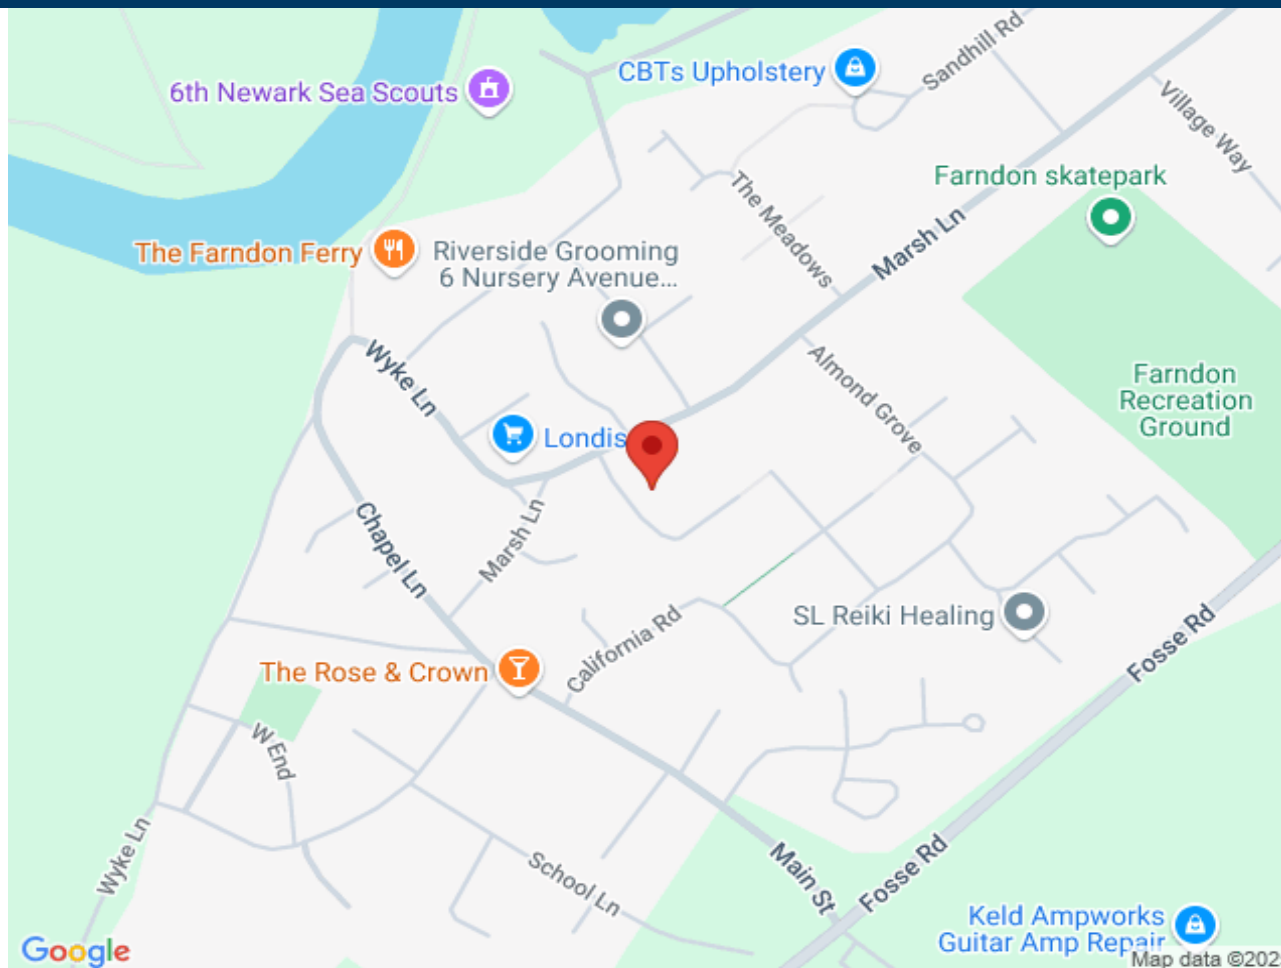 Sandhill Rd
CBTs Upholstery
6th Newark Sea Scouts
Village Way
Farndon skatepark
The Meadows
Marsh Ln
The Farndon Ferry
Riverside Grooming
6 Nursery Avenue...
Wyke Ln
Almond Grove
Farndon
Recreation
Ground
Londis
Chapel Ln
Marsh Ln
SL Reiki Healing
California Rd
Fosse Rd
The Rose & Crown
W End
Wyke Ln
School Ln
Main St
Fosse Rd
Keld Ampworks
Guitar Amp Repair
Google
Map data ©202